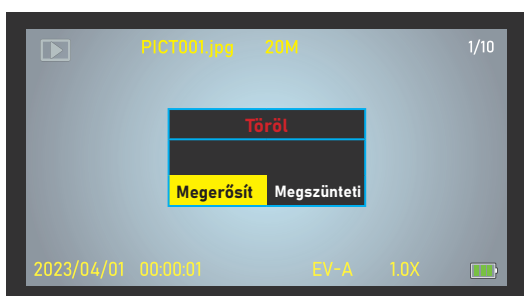 PICT001.jpg 20M 1/10
Töröl
Megerősít Megszünteti
2023/04/01 00:00:01 EV-A 1.0X